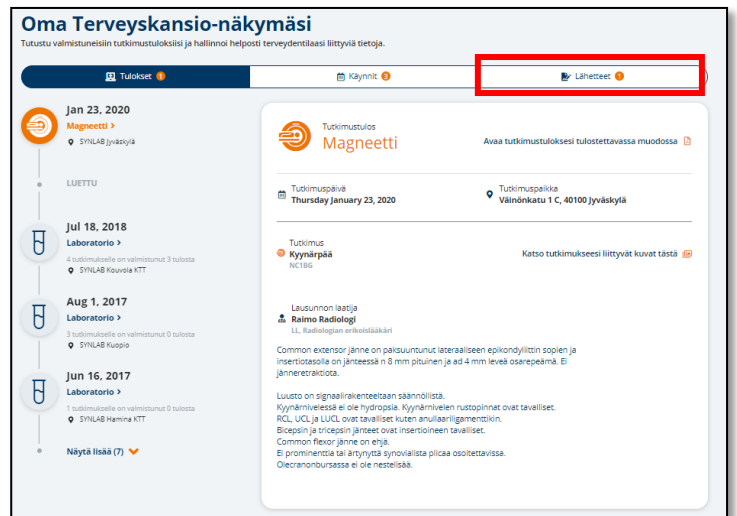 Oma Terveyskansio-näkymäsi
Tutustu valmistuneisiin tutkimustuloksiisi ja hallinnoi helposti terveydentilaasi liittyviä tietoja.
Tulokset 1
Käynnit 3
Lähetteet 1
Jan 23, 2020
Magneetti >
SYNLAB Jyväskylä
LUETTU
Jul 18, 2018
Laboratorio >
4 tutkimukselle on valmistunut 3 tulosta
SYNLAB Kouvola KTT
Aug 1, 2017
Laboratorio >
3 tutkimukselle on valmistunut 0 tulosta
SYNLAB Kuopio
Jun 16, 2017
Laboratorio >
1 tutkimukselle on valmistunut 0 tulosta
SYNLAB Hamina KTT
Näytä lisää (7)
Tutkimustulos
Magneetti
Avaa tutkimustuloksesi tulostettavassa muodossa
Tutkimuspäivä
Thursday January 23, 2020
Tutkimuspaikka
Väinönkatu 1 C, 40100 Jyväskylä
Tutkimus
Kyynärpää
NC1BG
Katso tutkimukseesi liittyvät kuvat tästä
Lausunnon laatija
Raimo Radiologi
LL, Radiologian erikoislääkäri
Common extensor jänne on paksuuntunut lateraaliseen epikondyliittin sopien ja
insertiotasolla on jänteessä n 8 mm pituinen ja ad 4 mm leveä osarepeämä. Ei
jänneretraktiota.
Luusto on signaalirakenteeltaan säännöllistä.
Kyynärnivelessä ei ole hydropsia. Kyynärnivelen rustopinnat ovat tavalliset.
RCL, UCL ja LUCL ovat tavalliset kuten anullaariligamenttikin.
Bicepsin ja tricepsin jänteet ovat insertioineen tavalliset.
Common flexor jänne on ehjä.
Ei prominenttia tai ärtynyttä synovialista plicaa osoitettavissa.
Olecranonbursassa ei ole nestelisää.